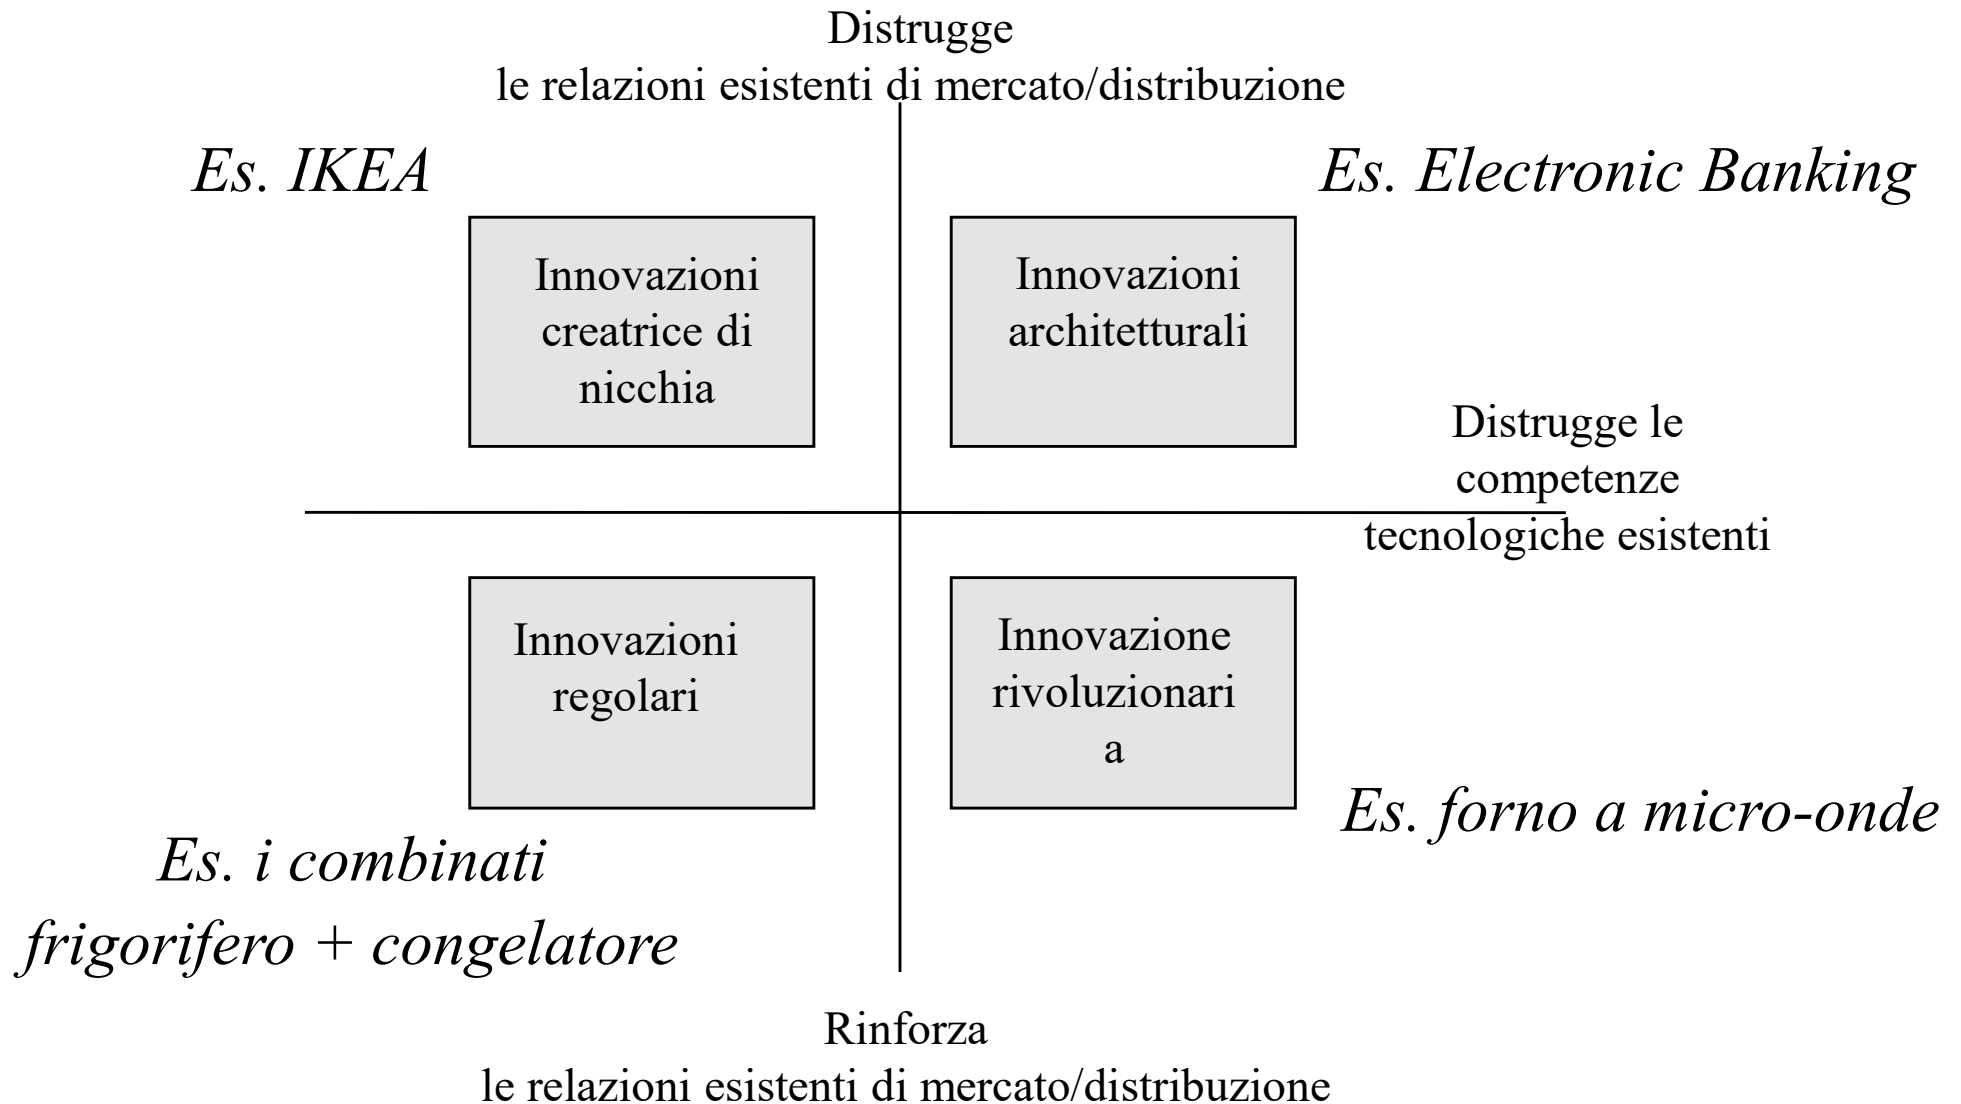 Distrugge
le relazioni esistenti di mercato/distribuzione
Es. IKEA
Es. Electronic Banking
Innovazioni
creatrice di
nicchia
Innovazioni
architetturali
Distrugge le
competenze
tecnologiche esistenti
Innovazioni
regolari
Innovazione
rivoluzionari
a
Es. forno a micro-onde
Es. i combinati
frigorifero + congelatore
Rinforza
le relazioni esistenti di mercato/distribuzione